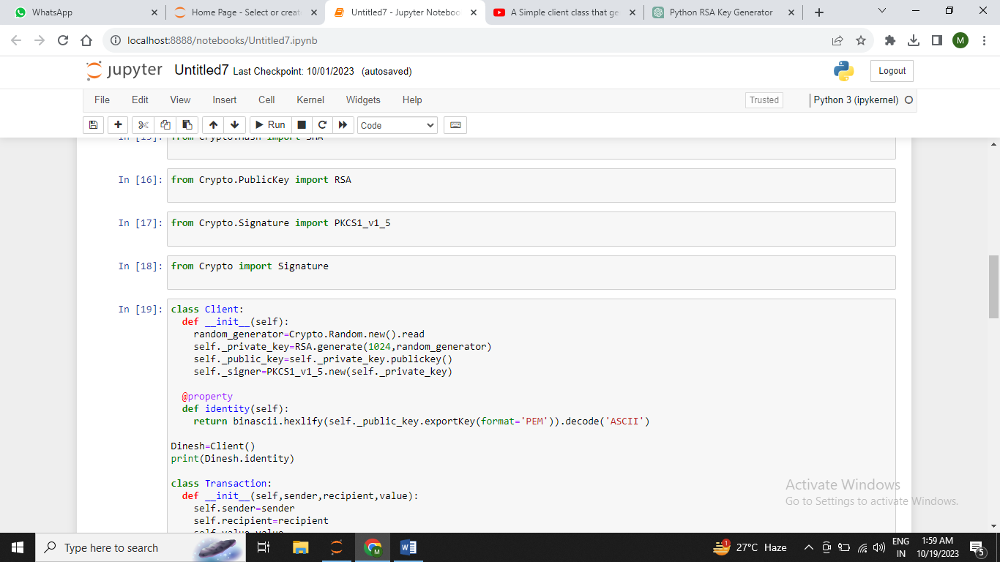 WhatsApp
Home Page - Select or creat
Untitled7 - Jupyter Noteboo
A Simple client class that ge
Python RSA Key Generator
localhost:8888/notebooks/Untitled7.ipynb
M
jupyter Untitled7 Last Checkpoint: 10/01/2023 (autosaved)
Logout
File Edit View Insert Cell Kernel Widgets Help
Trusted Python 3 (ipykernel)
Run Code
In [15]: from Crypto.Hash import SHA
In [16]: from Crypto.PublicKey import RSA
In [17]: from Crypto.Signature import PKCS1_v1_5
In [18]: from Crypto import Signature
In [19]: class Client:
def __init__(self):
random_generator=Crypto.Random.new().read
self._private_key=RSA.generate(1024,random_generator)
self._public_key=self._private_key.publickey()
self._signer=PKCS1_v1_5.new(self._private_key)
@property
def identity(self):
return binascii.hexlify(self._public_key.exportKey(format='PEM')).decode('ASCII')
Dinesh=Client()
print(Dinesh.identity)
class Transaction:
def __init__(self,sender,recipient,value):
self.sender=sender
self.recipient=recipient
self.value=value
Activate Windows
Go to Settings to activate Windows.
Type here to search
M
W
1
27°C Haze
ENG
IN
1:59 AM
10/19/2023
5